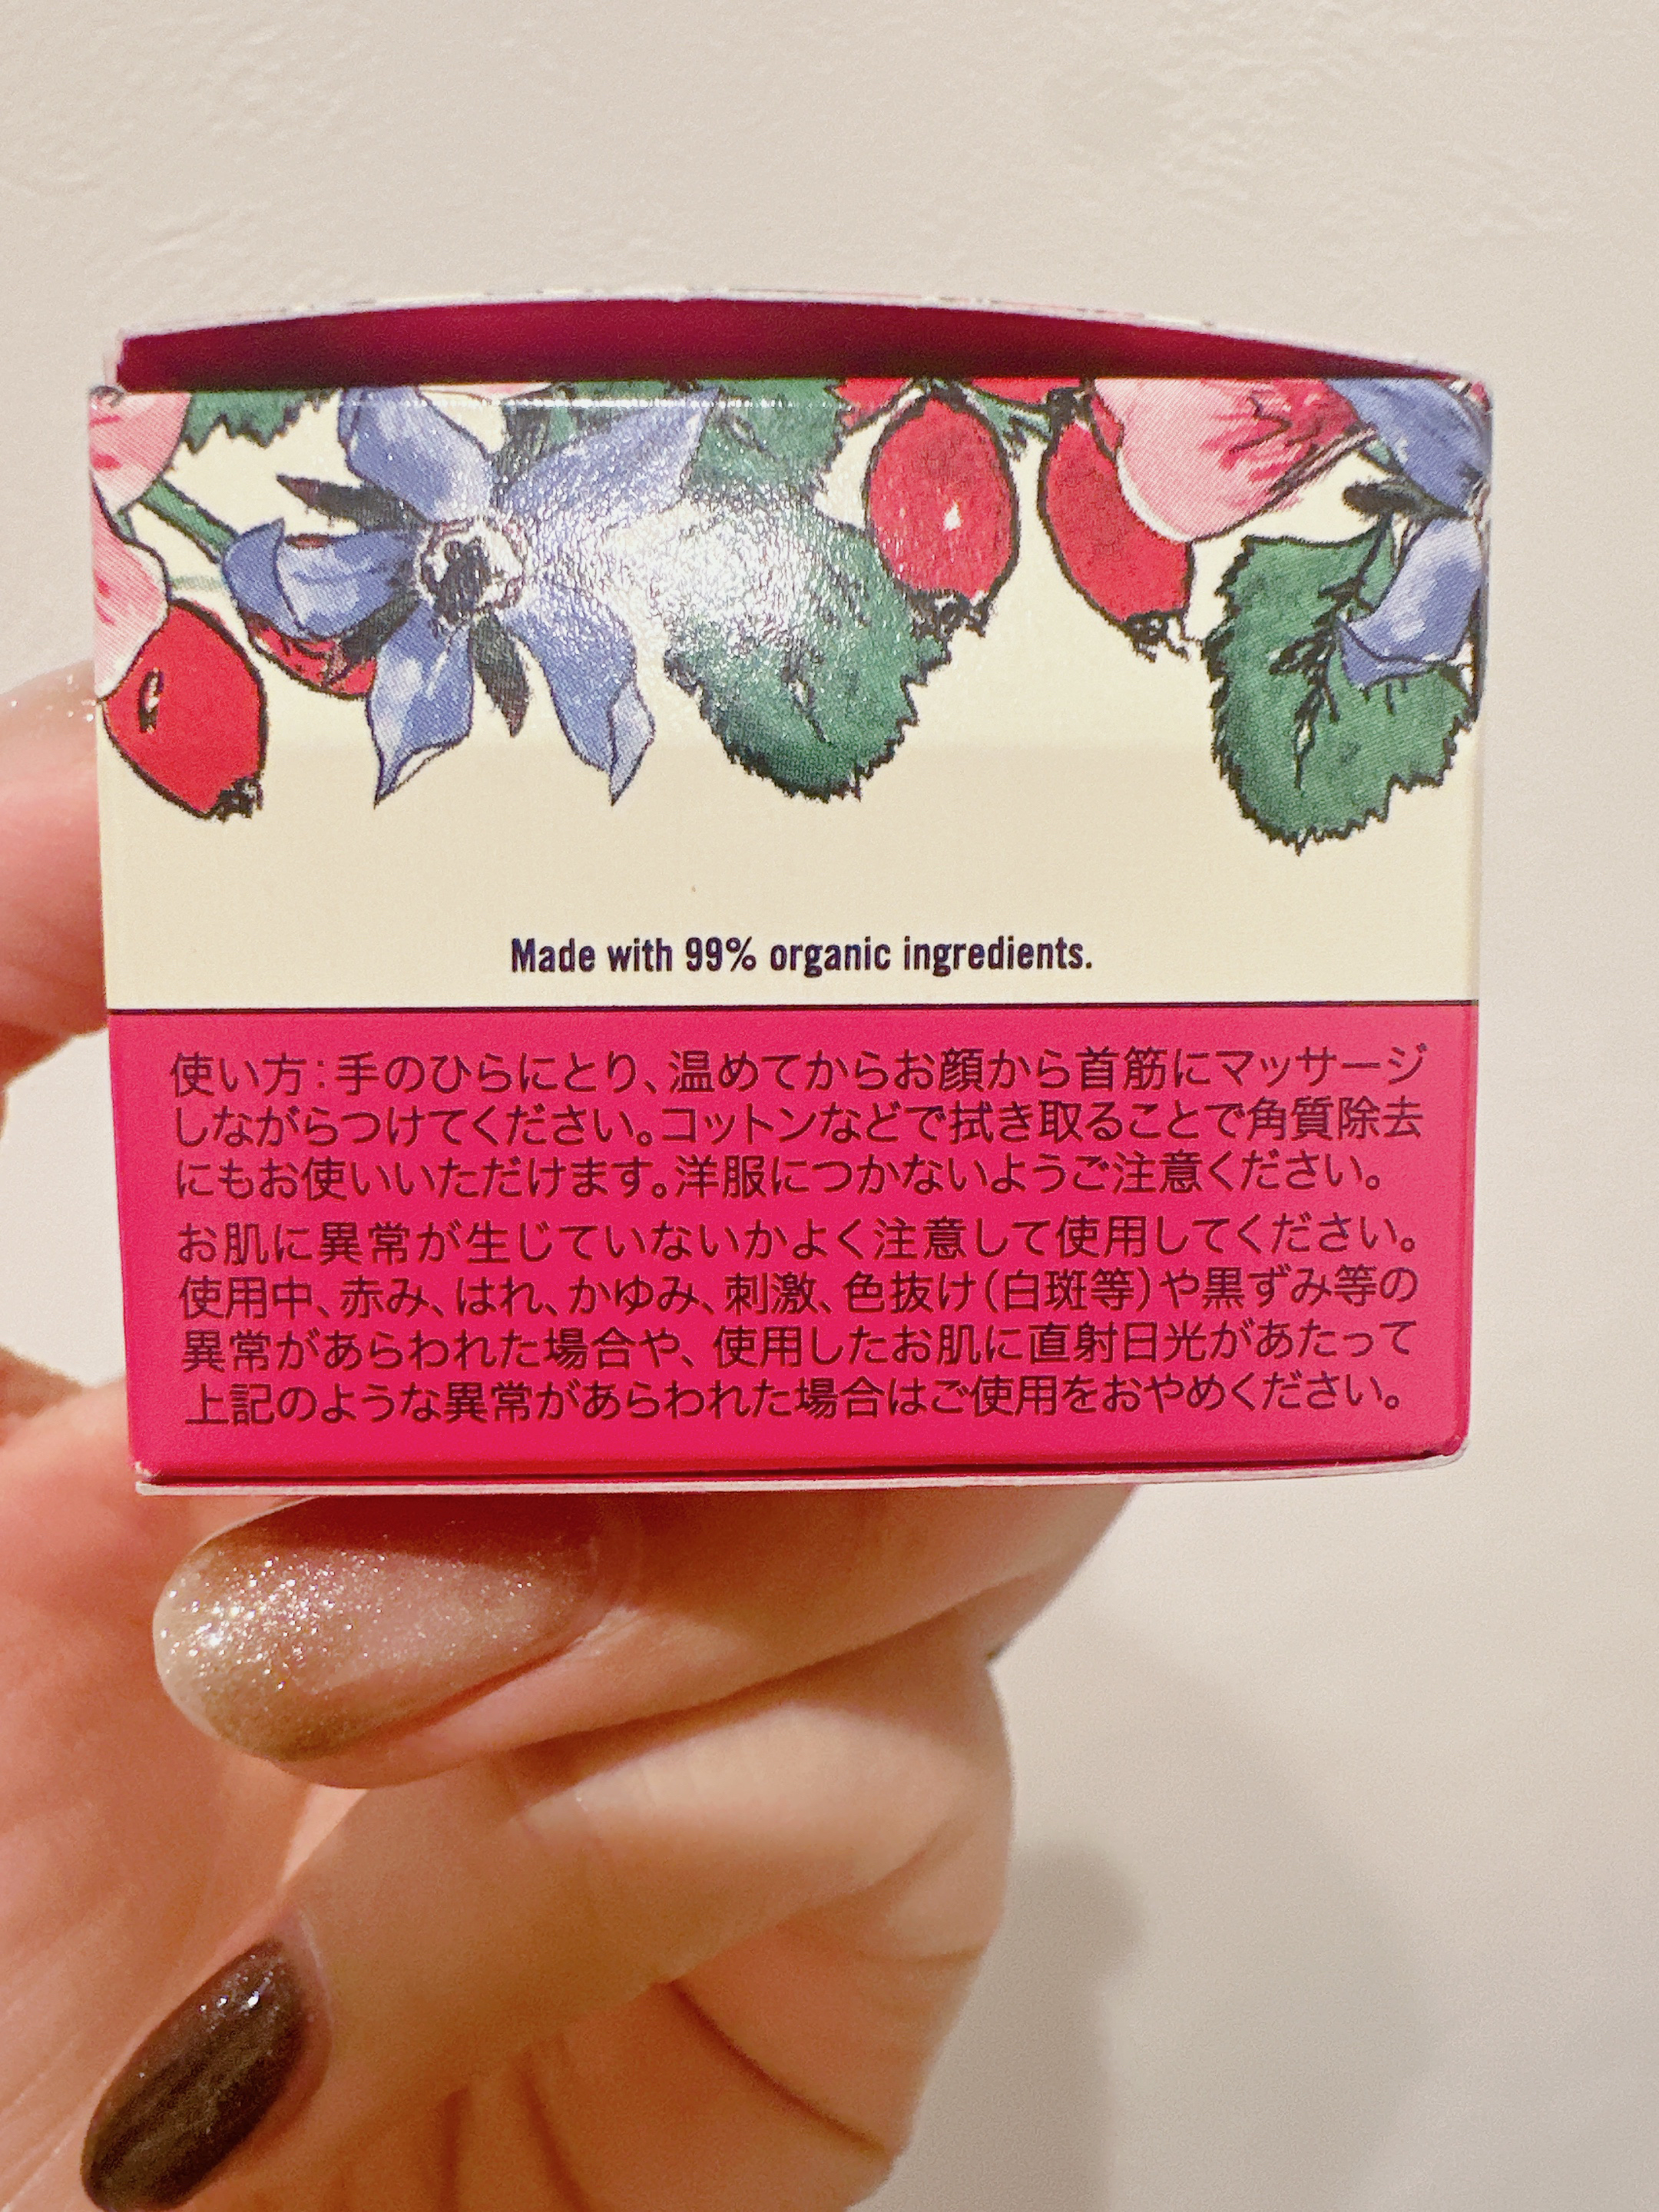 Made with 99% organic ingredients.
使い方：手のひらにとり、温めてからお顔から首筋にマッサージ
しながらつけてください。コットンなどで拭き取ることで角質除去
にもお使いいただけます。洋服につかないようご注意ください。
お肌に異常が生じていないかよく注意して使用してください。
使用中、赤み、はれ、かゆみ、刺激、色抜け（白斑等）や黒ずみ等の
異常があらわれた場合や、使用したお肌に直射日光があたって
上記のような異常があらわれた場合はご使用をおやめください。